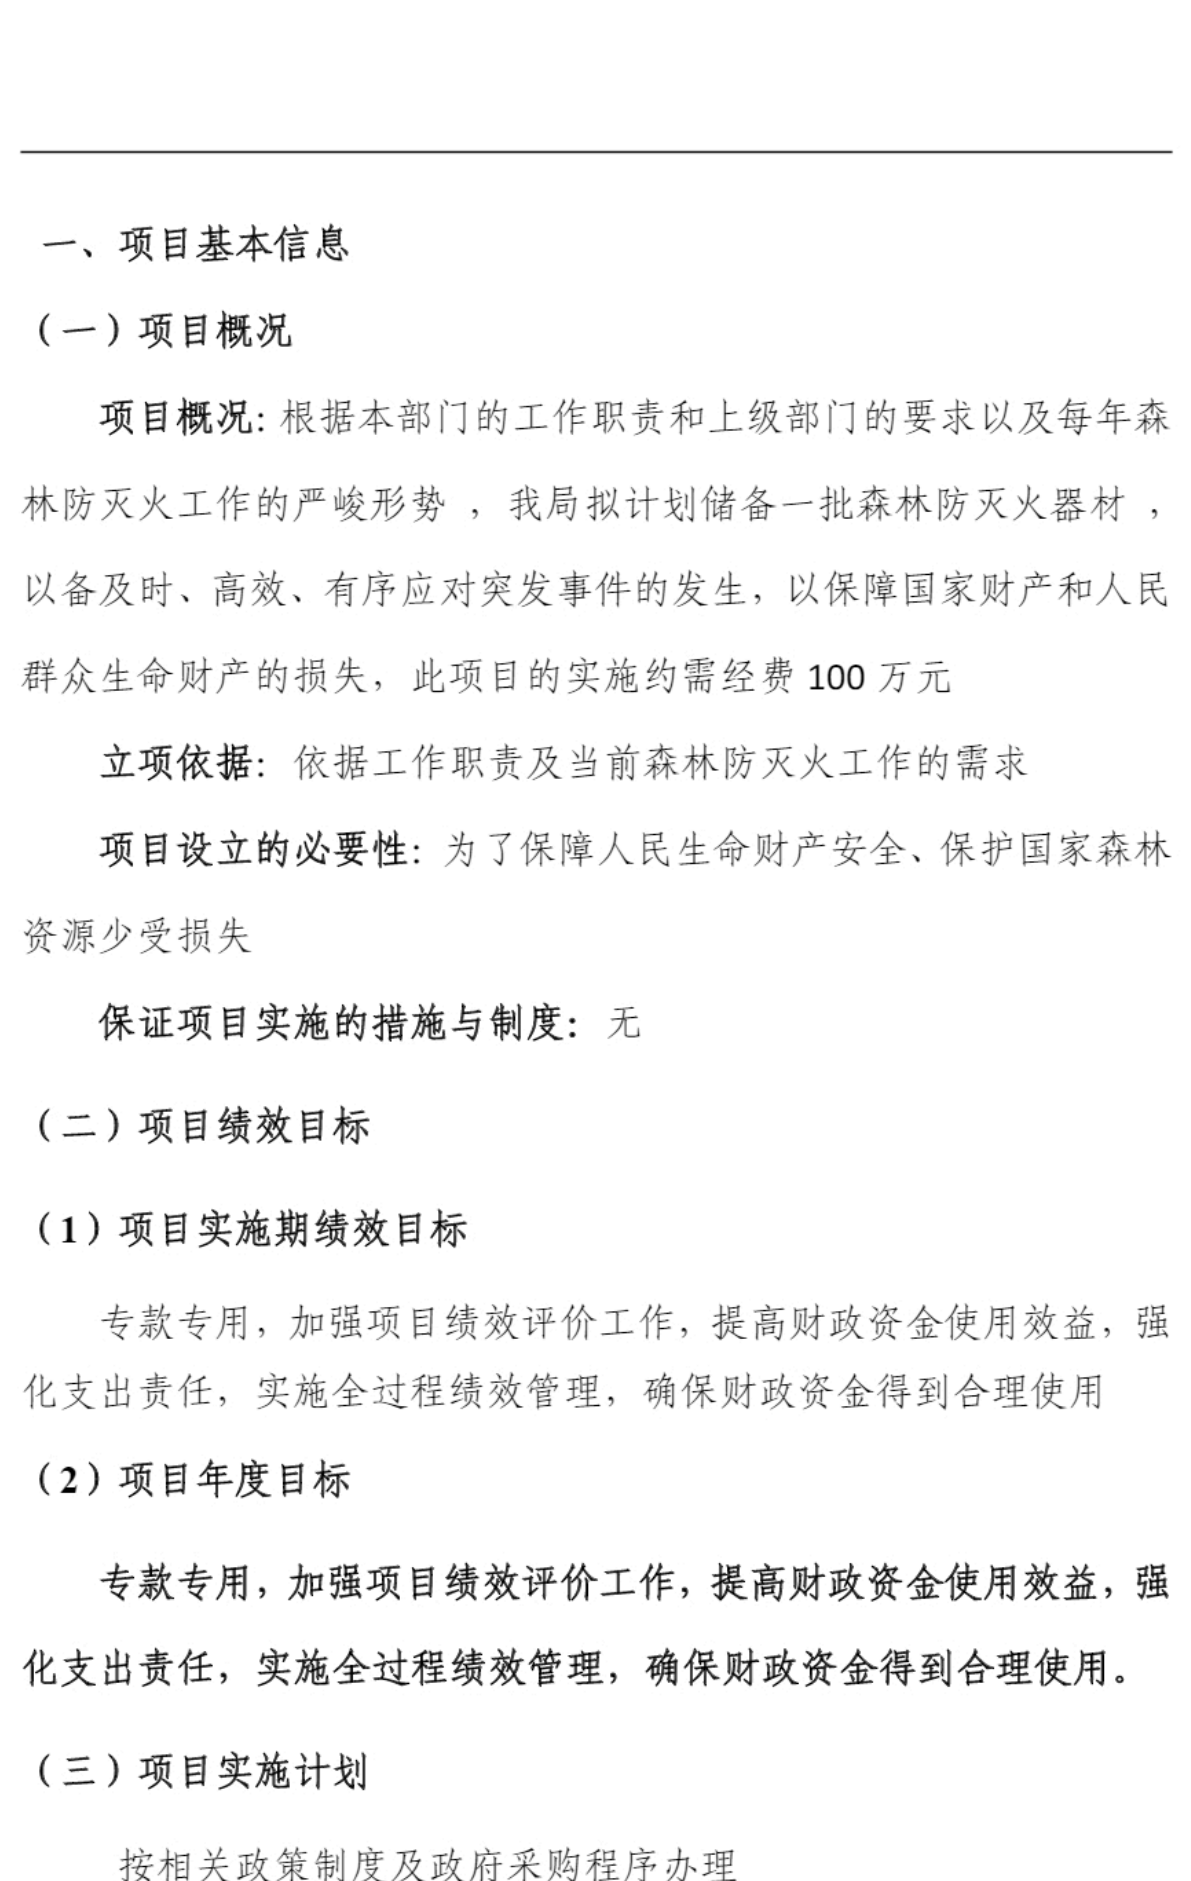 一、项目基本信息
（一）项目概况
项目概况：根据本部门的工作职责和上级部门的要求以及每年森
林防灭火工作的严峻形势 ，我局拟计划储备一批森林防灭火器材 ，
以备及时、高效、有序应对突发事件的发生，以保障国家财产和人民
群众生命财产的损失，此项目的实施约需经费 100 万元
立项依据：依据工作职责及当前森林防灭火工作的需求
项目设立的必要性：为了保障人民生命财产安全、保护国家森林
资源少受损失
保证项目实施的措施与制度：无
（二）项目绩效目标
（1）项目实施期绩效目标
专款专用，加强项目绩效评价工作，提高财政资金使用效益，强
化支出责任，实施全过程绩效管理，确保财政资金得到合理使用
（2）项目年度目标
专款专用，加强项目绩效评价工作，提高财政资金使用效益，强
化支出责任，实施全过程绩效管理，确保财政资金得到合理使用。
（三）项目实施计划
按相关政策制度及政府采购程序办理